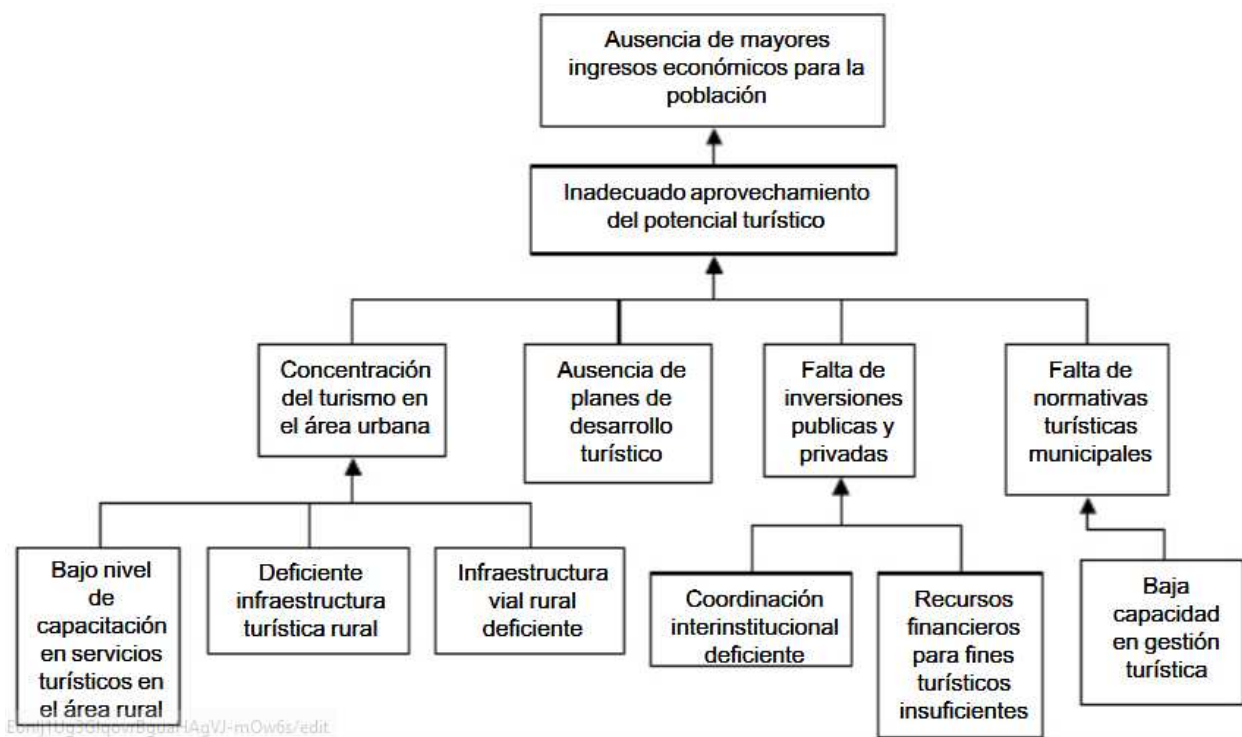 Ausencia de mayores
ingresos económicos para la
población
Inadecuado aprovechamiento
del potencial turístico
Concentración
del turismo en
el área urbana
Ausencia de
planes de
desarrollo
turístico
Falta de
inversiones
publicas y
privadas
Falta de
normativas
turísticas
municipales
Bajo nivel
de
capacitación
en servicios
turísticos en
el área rural
Deficiente
infraestructura
turística rural
Infraestructura
vial rural
deficiente
Coordinación
interinstitucional
deficiente
Recursos
financieros
para fines
turísticos
insuficientes
Baja
capacidad
en gestión
turística